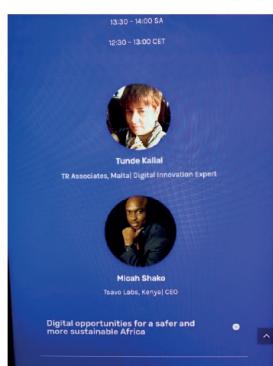 13:30 - 14:00 SA
12:30 - 13:00 CET
Tunde Kallai
TR Associates, Malta| Digital Innovation Expert
Micah Shako
Tsavo Labs, Kenya| CEO
Digital opportunities for a safer and
more sustainable Africa